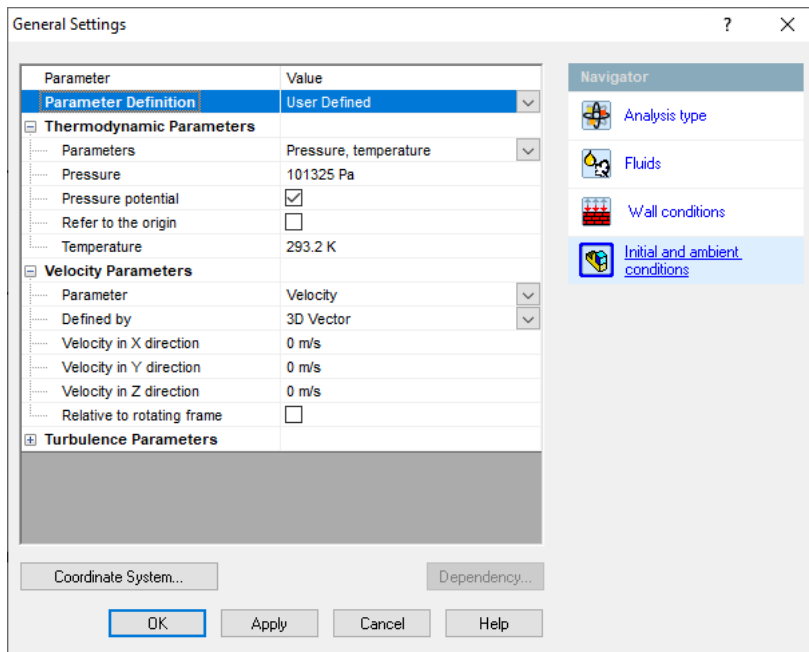 General Settings
?
Parameter Value
Parameter Definition User Defined
Thermodynamic Parameters
Parameters Pressure, temperature
Pressure 101325 Pa
Pressure potential
Refer to the origin
Temperature 293.2 K
Velocity Parameters
Parameter Velocity
Defined by 3D Vector
Velocity in X direction 0 m/s
Velocity in Y direction 0 m/s
Velocity in Z direction 0 m/s
Relative to rotating frame
Turbulence Parameters
Coordinate System...
Dependency...
OK
Apply
Cancel
Help
Navigator
Analysis type
Fluids
Wall conditions
Initial and ambient
conditions